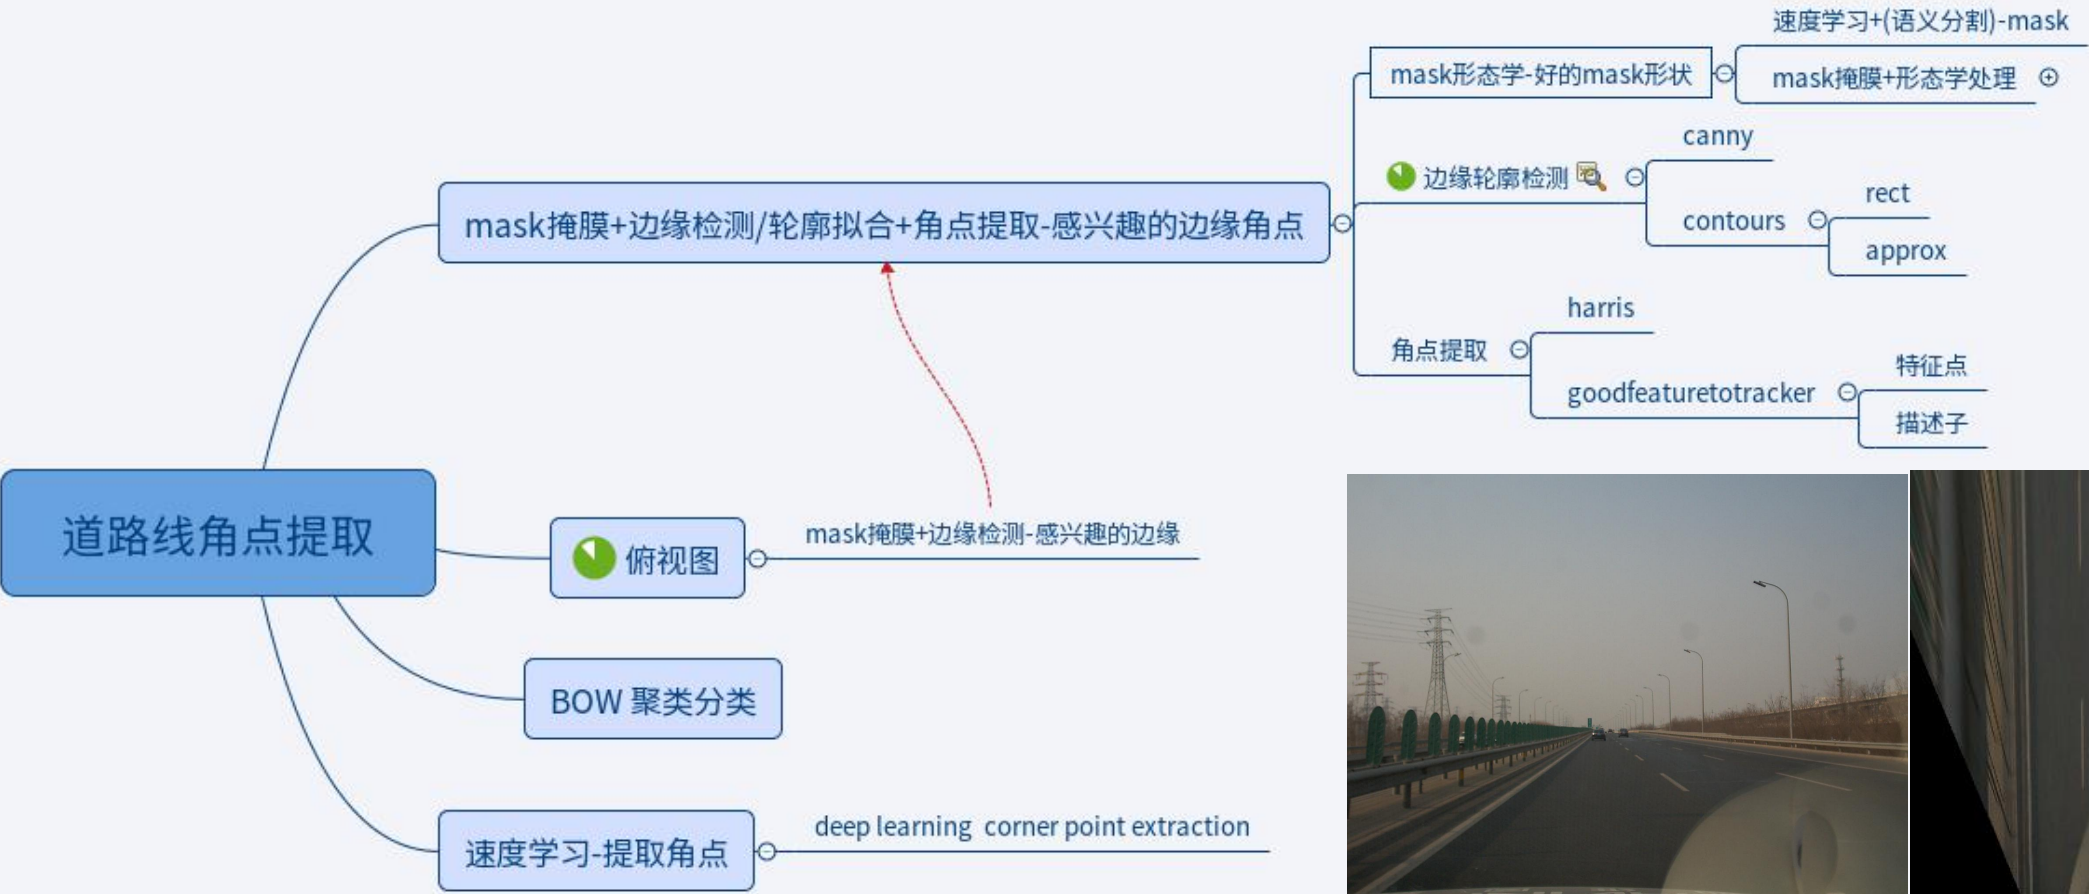 速度学习+(语义分割)-mask
mask形态学-好的mask形状
mask掩膜+形态学处理
canny
边缘轮廓检测
rect
contours
approx
mask掩膜+边缘检测/轮廓拟合+角点提取-感兴趣的边缘角点
harris
角点提取
特征点
goodfeaturetotracker
描述子
道路线角点提取
俯视图
mask掩膜+边缘检测-感兴趣的边缘
BOW 聚类分类
速度学习-提取角点
deep learning  corner point extraction